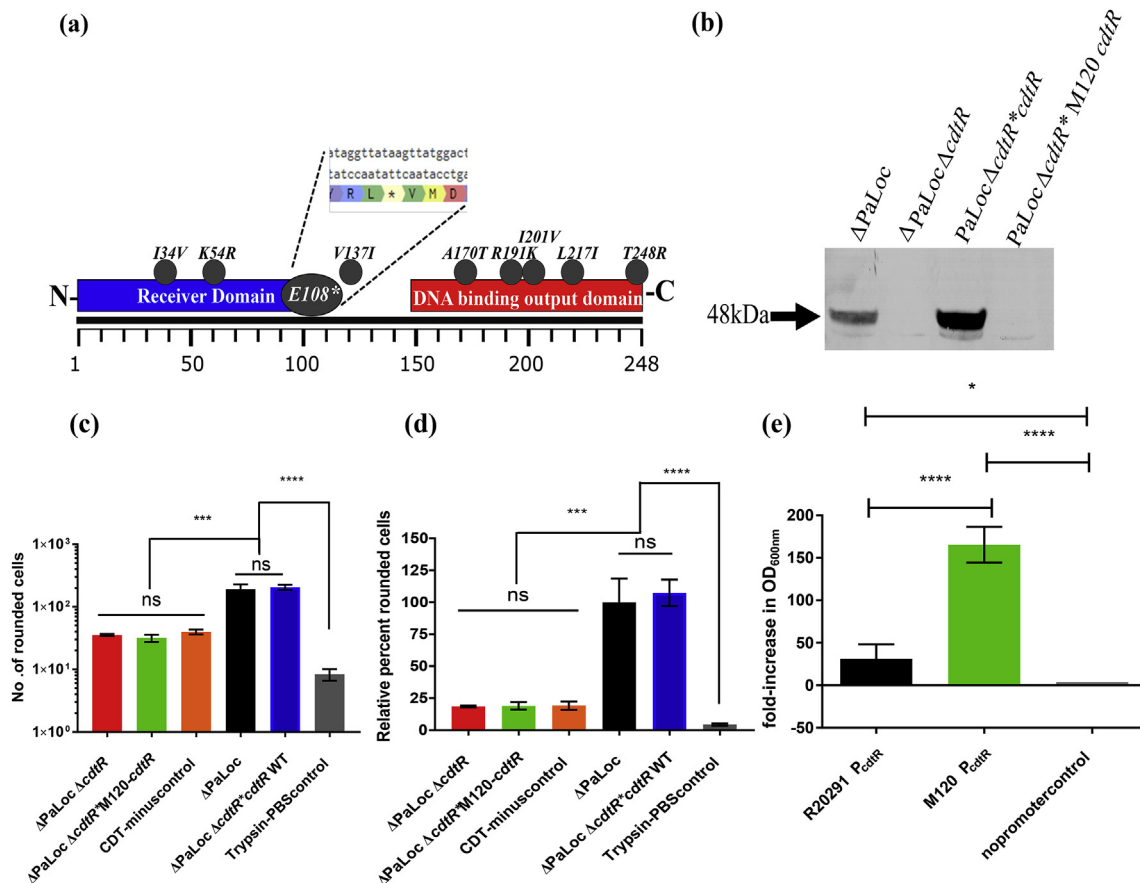 (a)
ataggttataagttatggact
tatccaatattcaatacctga
Y R L * V M D
I34V K54R V137I A170T R191K I201V L217I T248R
N- Receiver Domain E108* DNA binding output domain -C
1 50 100 150 200 248
(b)
ΔPaLoc
ΔPaLocΔcdtR
PaLocΔcdtR*cdtR
PaLocΔcdtR* M120 cdtR
48kDa
(c)
No .of rounded cells
1×10³
1×10²
1×10¹
1×10⁰
ns
***
ns
****
ΔPaLoc ΔcdtR
ΔPaLoc ΔcdtR*M120-cdtR
CDT-minuscontrol
ΔPaLoc
ΔPaLoc ΔcdtR*cdtR WT
Trypsin-PBScontrol
(d)
Relative percent rounded cells
150
125
100
75
50
25
0
ns
***
ns
****
ΔPaLoc ΔcdtR
ΔPaLoc ΔcdtR*M120-cdtR
CDT-minuscontrol
ΔPaLoc
ΔPaLoc ΔcdtR*cdtR WT
Trypsin-PBScontrol
(e)
*
****
****
fold-increase in OD600nm
200
150
100
50
0
-50
R20291 PcdtR
M120 PcdtR
nopromotercontrol